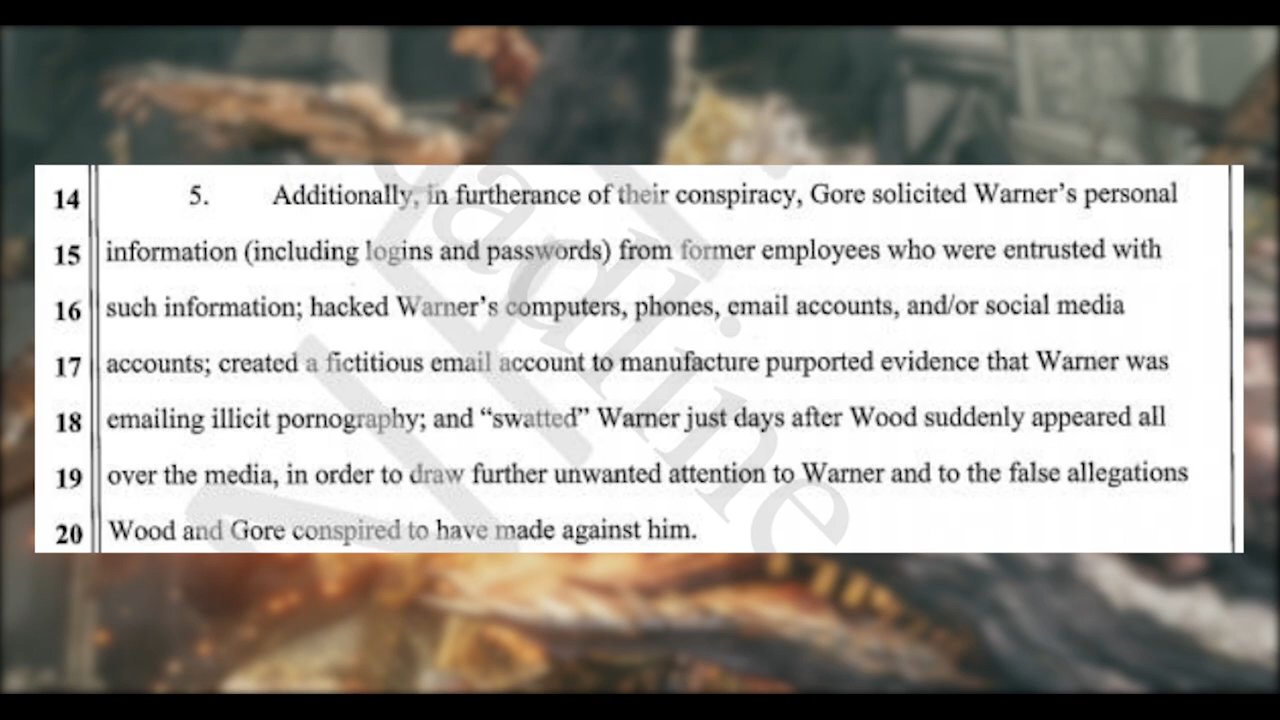 14 5. Additionally, in furtherance of their conspiracy, Gore solicited Warner's personal
15 information (including logins and passwords) from former employees who were entrusted with
16 such information; hacked Warner's computers, phones, email accounts, and/or social media
17 accounts; created a fictitious email account to manufacture purported evidence that Warner was
18 emailing illicit pornography; and “swatted” Warner just days after Wood suddenly appeared all
19 over the media, in order to draw further unwanted attention to Warner and to the false allegations
20 Wood and Gore conspired to have made against him.
adline